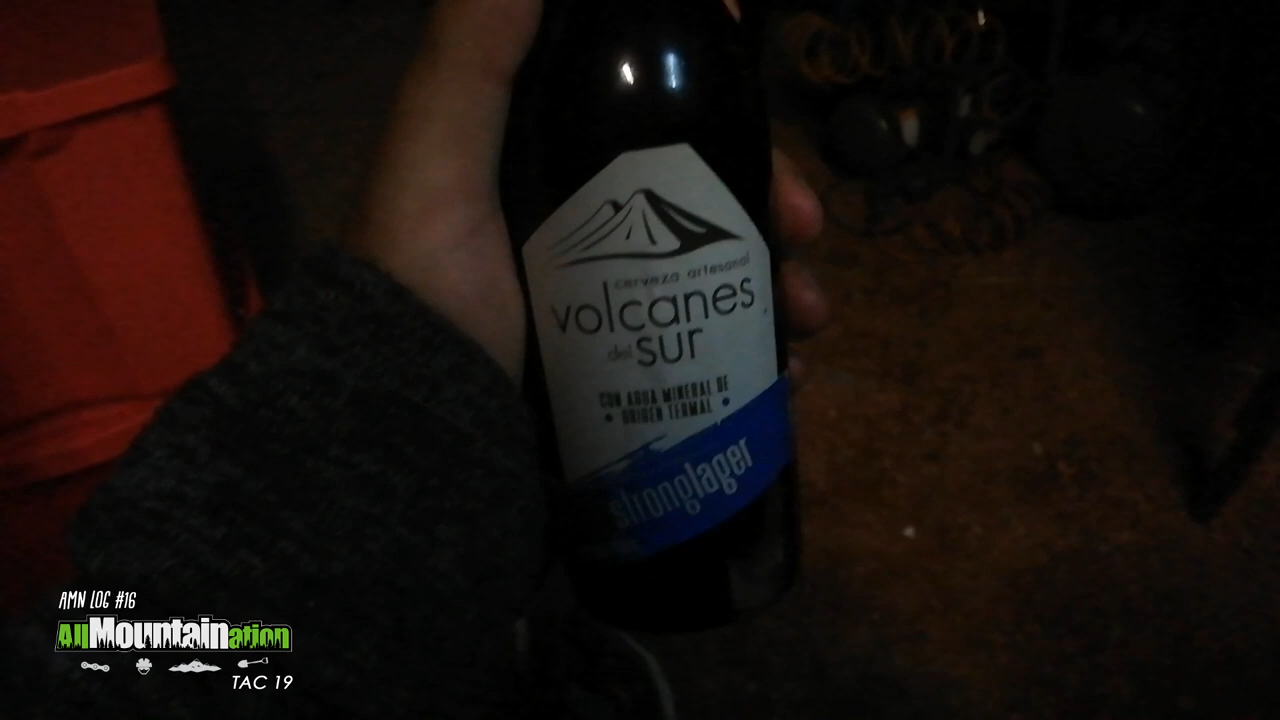 cerveza artesanal
volcanes
del sur
CON AGUA MINERAL DE
• ORIGEN TERMAL •
stronglager
AMN LOG #16
AllMountaination
TAC 19